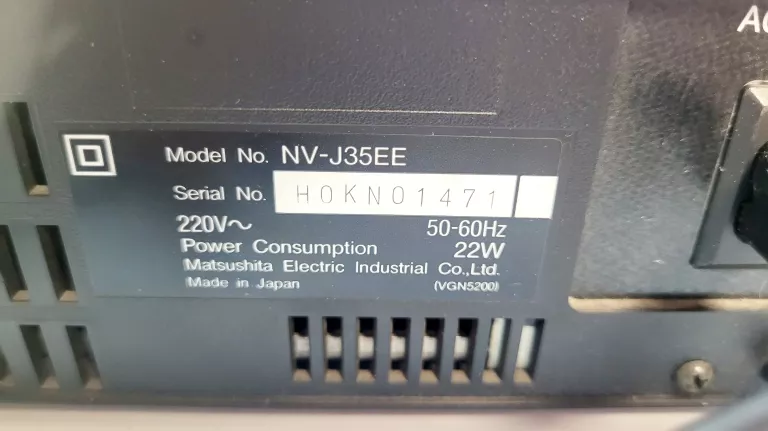 AC
Model No. NV-J35EE
Serial No. H0KN01471
220V~ 50-60Hz
Power Consumption 22W
Matsushita Electric Industrial Co.,Ltd.
Made in Japan (VGN5200)